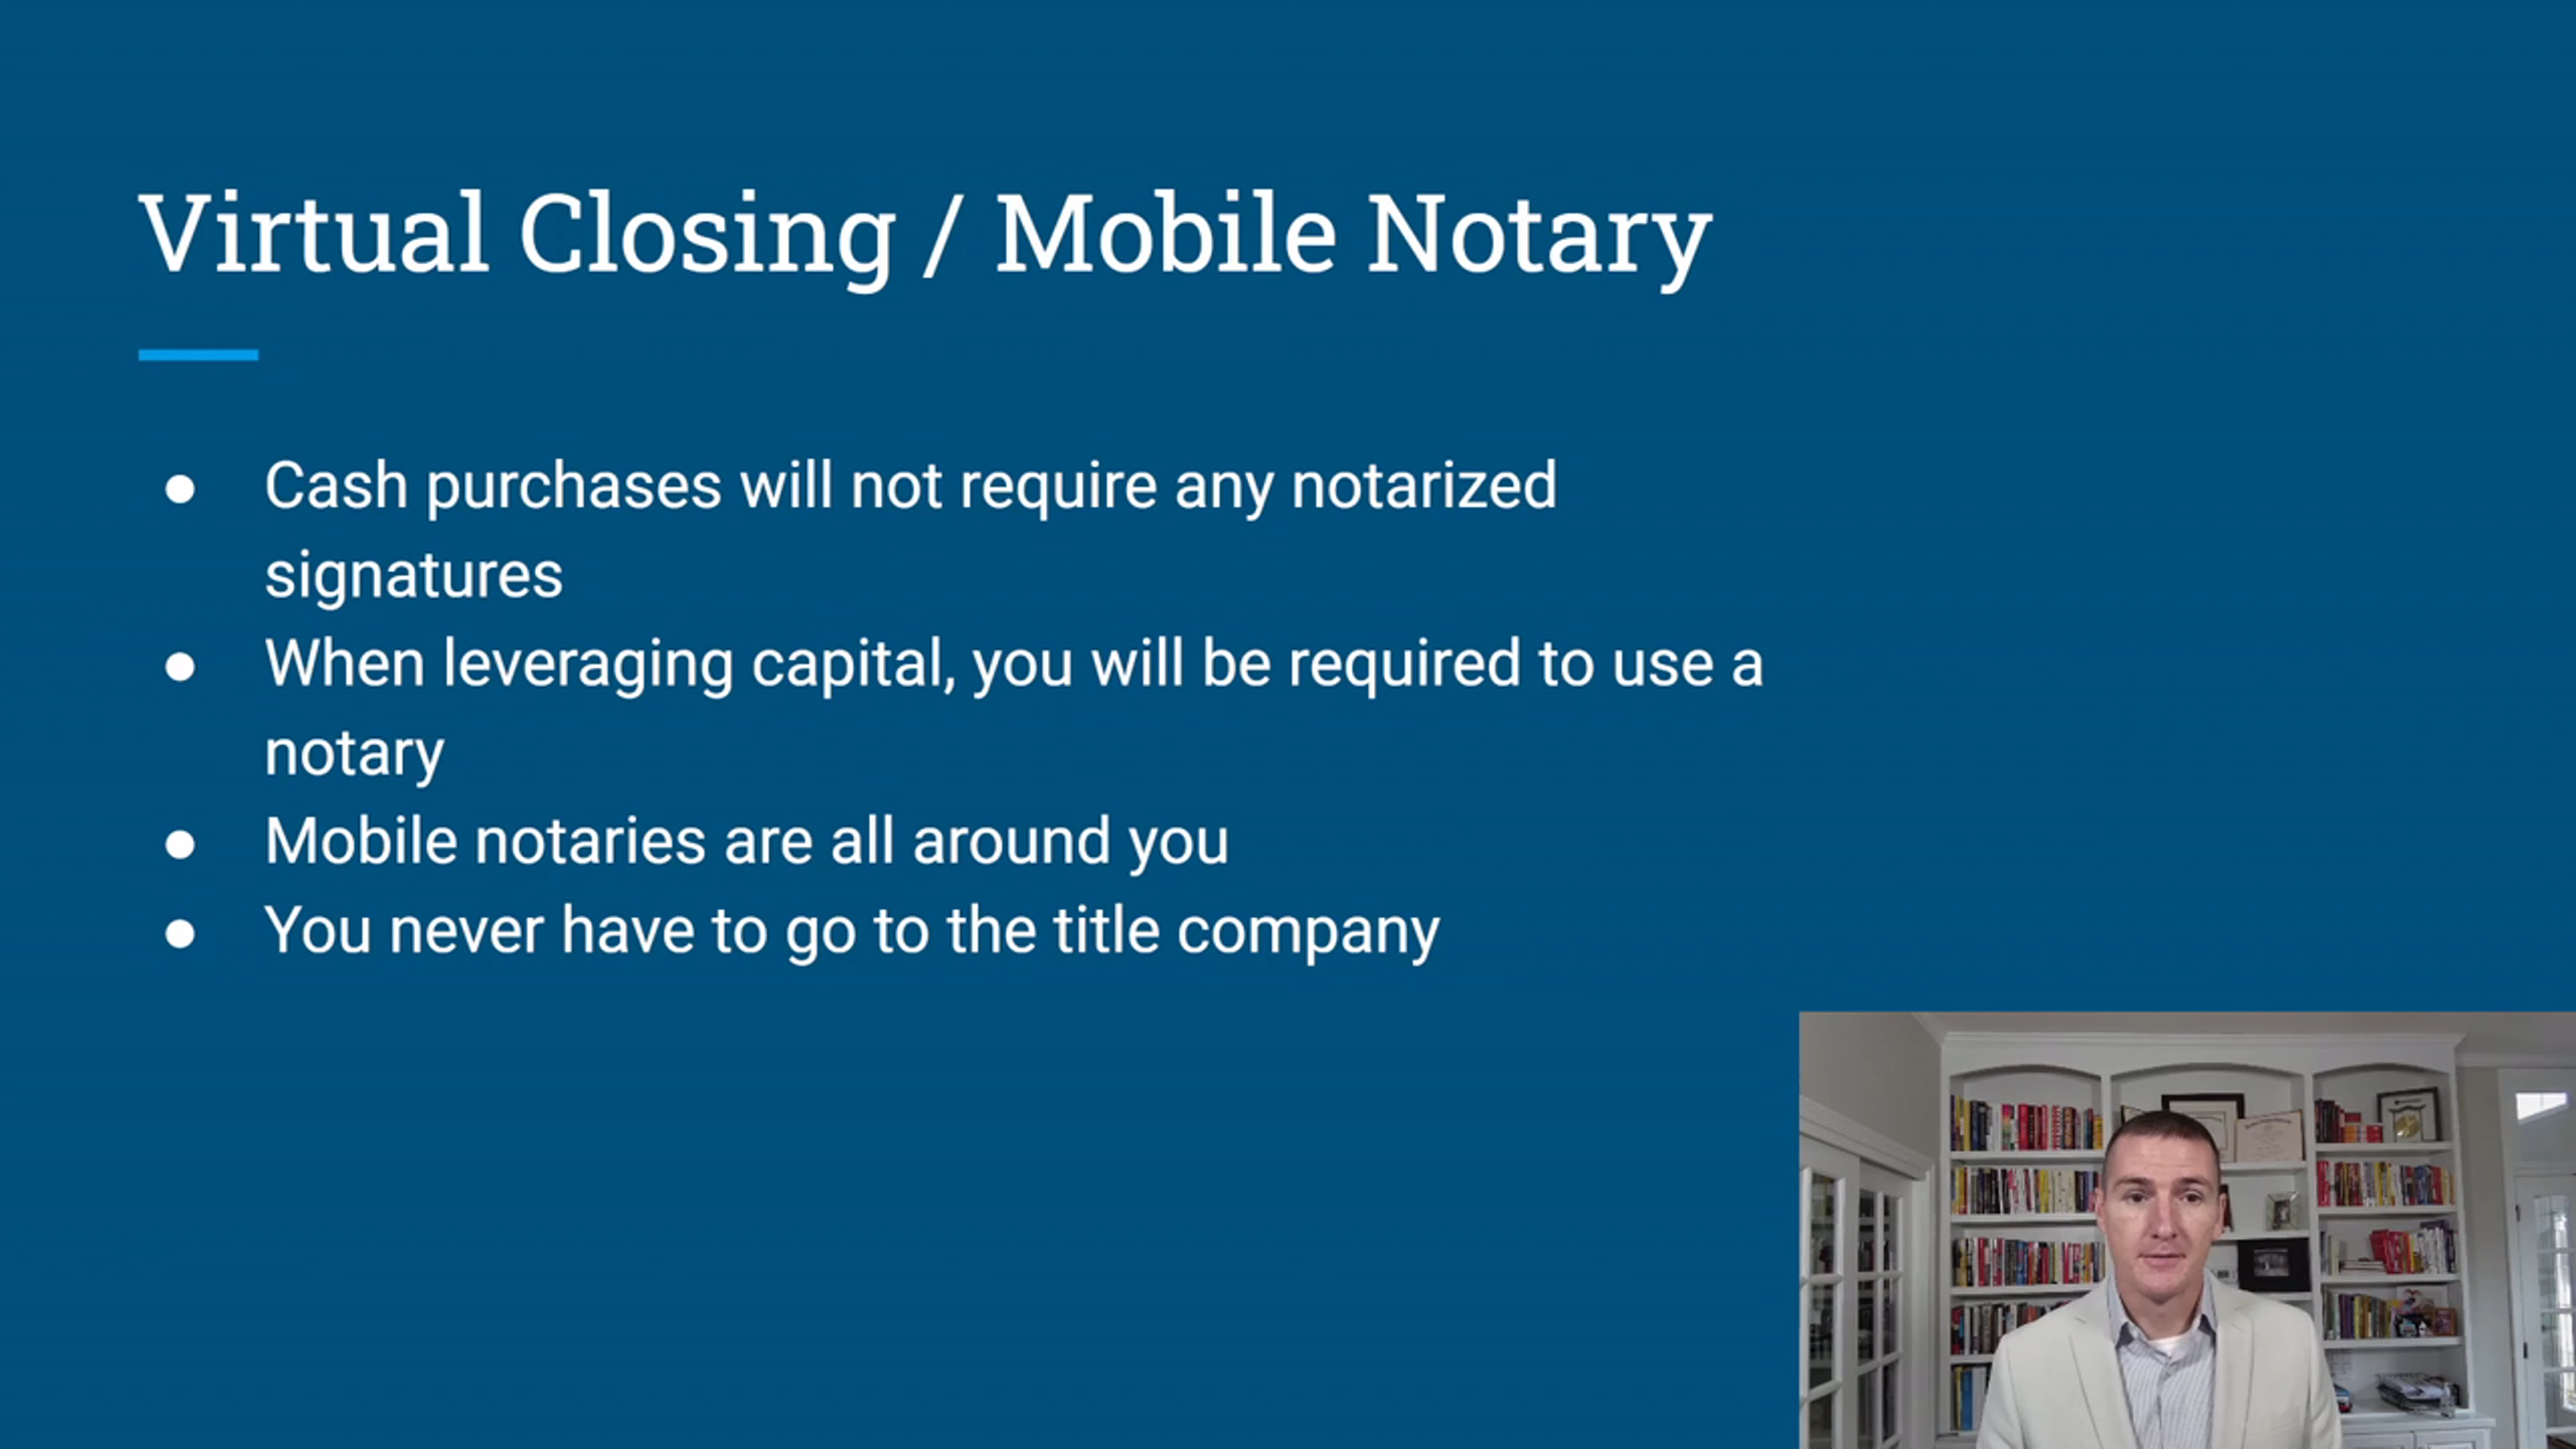 Virtual Closing / Mobile Notary
● Cash purchases will not require any notarized
signatures
● When leveraging capital, you will be required to use a
notary
● Mobile notaries are all around you
● You never have to go to the title company